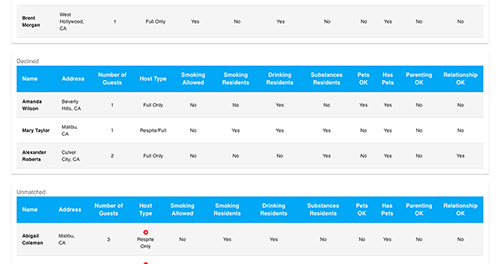 Brent Morgan West Hollywood, CA 1 Full Only Yes No Yes No No Yes No No
Declined
Name Address Number of Guests Host Type Smoking Allowed Smoking Residents Drinking Residents Substances Residents Pets OK Has Pets Parenting OK Relationship OK
Amanda Wilson Beverly Hills, CA 1 Full Only No No Yes No Yes Yes No No
Mary Taylor Malibu, CA 1 Respite/Full No Yes Yes Yes No Yes No No
Alexander Roberts Culver City, CA 2 Full Only No No No Yes No Yes No Yes
Unmatched
Name Address Number of Guests Host Type Smoking Allowed Smoking Residents Drinking Residents Substances Residents Pets OK Has Pets Parenting OK Relationship OK
Abigail Coleman Malibu, CA 3 Respite Only No Yes Yes No No Yes No No